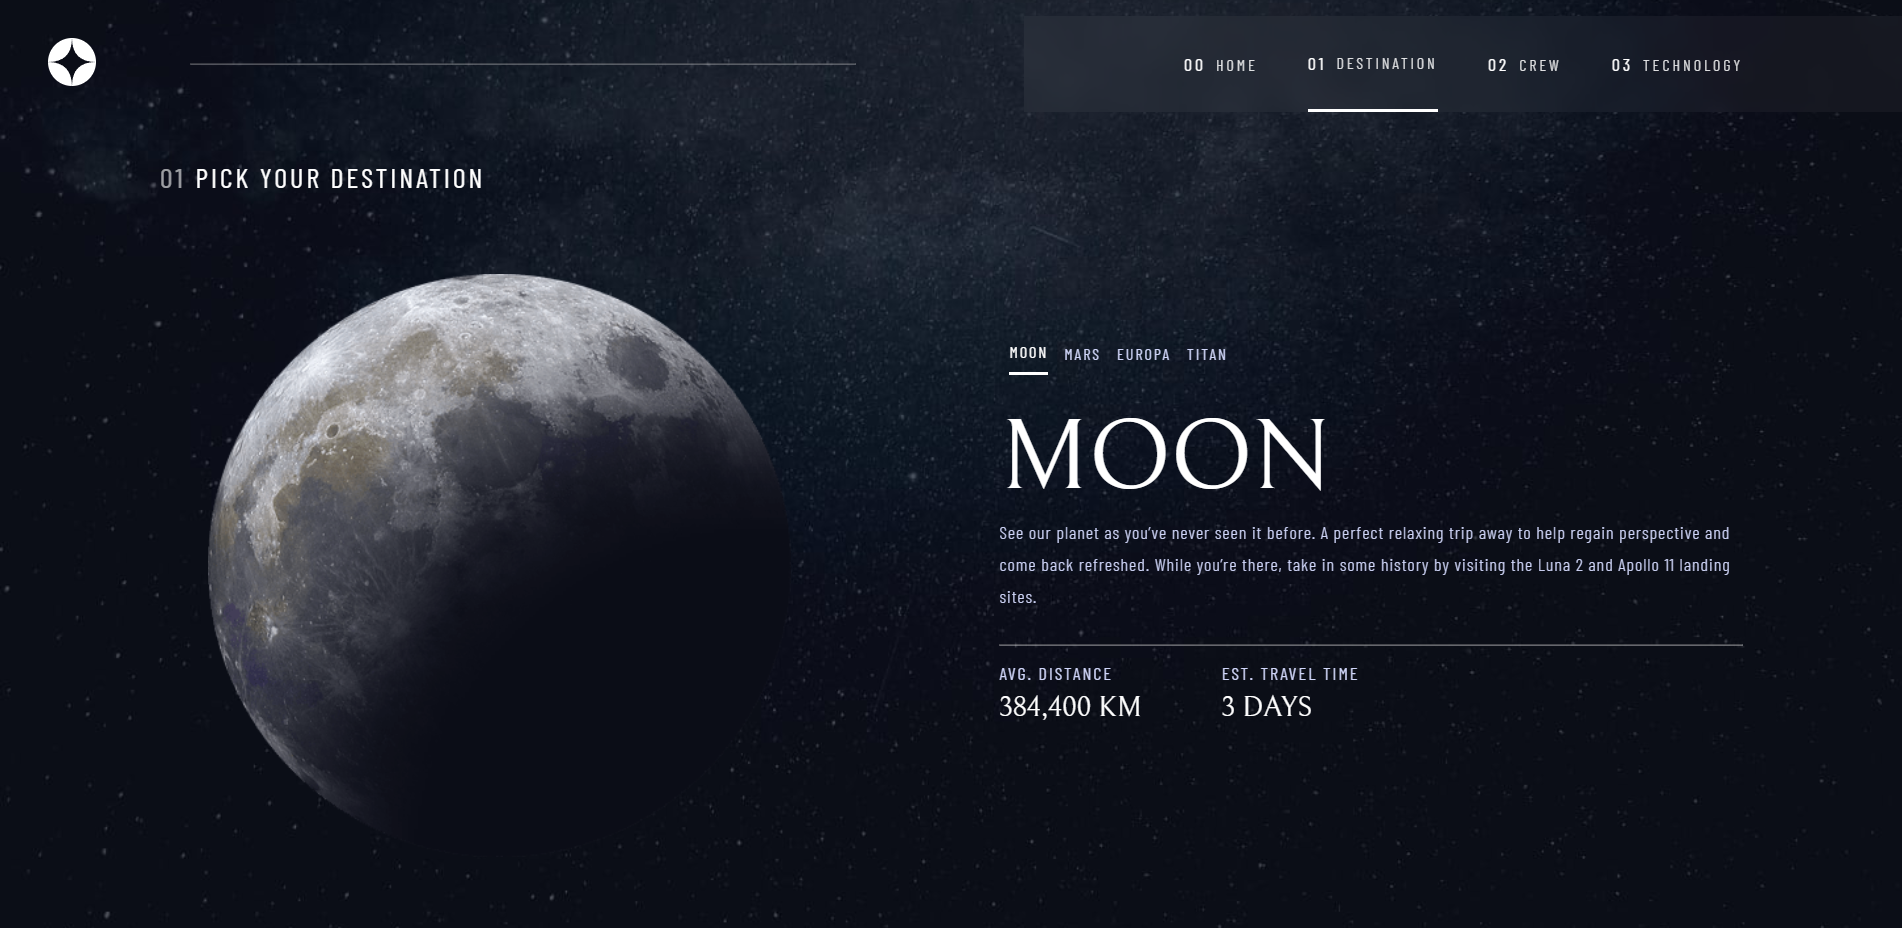 00 HOME 01 DESTINATION 02 CREW 03 TECHNOLOGY
01 PICK YOUR DESTINATION
MOON MARS EUROPA TITAN
MOON
See our planet as you’ve never seen it before. A perfect relaxing trip away to help regain perspective and
come back refreshed. While you’re there, take in some history by visiting the Luna 2 and Apollo 11 landing
sites.
AVG. DISTANCE EST. TRAVEL TIME
384,400 KM 3 DAYS